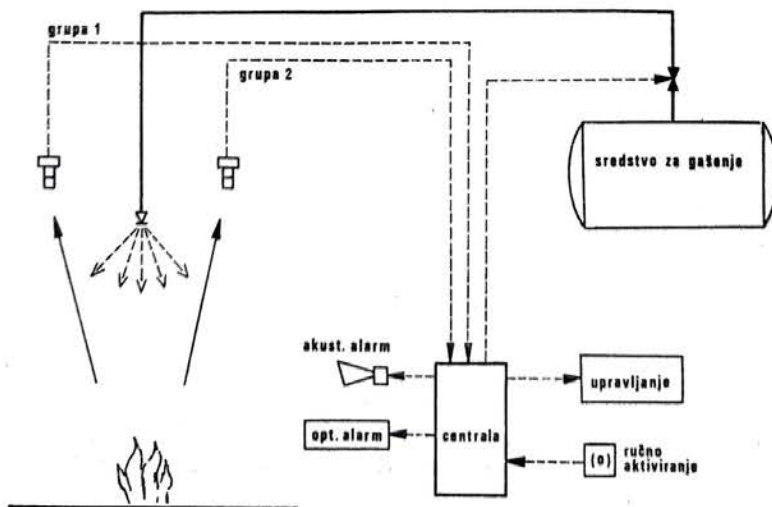 grupa 1
grupa 2
sredstvo za gašenje
akust. alarm
upravljanje
opt. alarm
centrala
(o)
ručno
aktiviranje